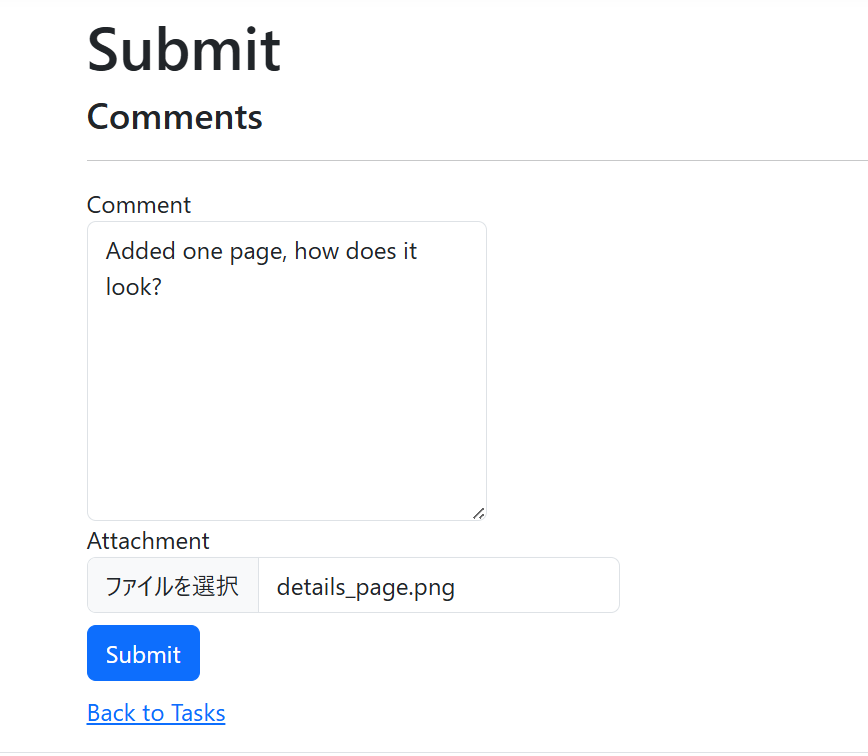 Submit
Comments
Comment
Added one page, how does it
look?
Attachment
ファイルを選択 details_page.png
Submit
Back to Tasks